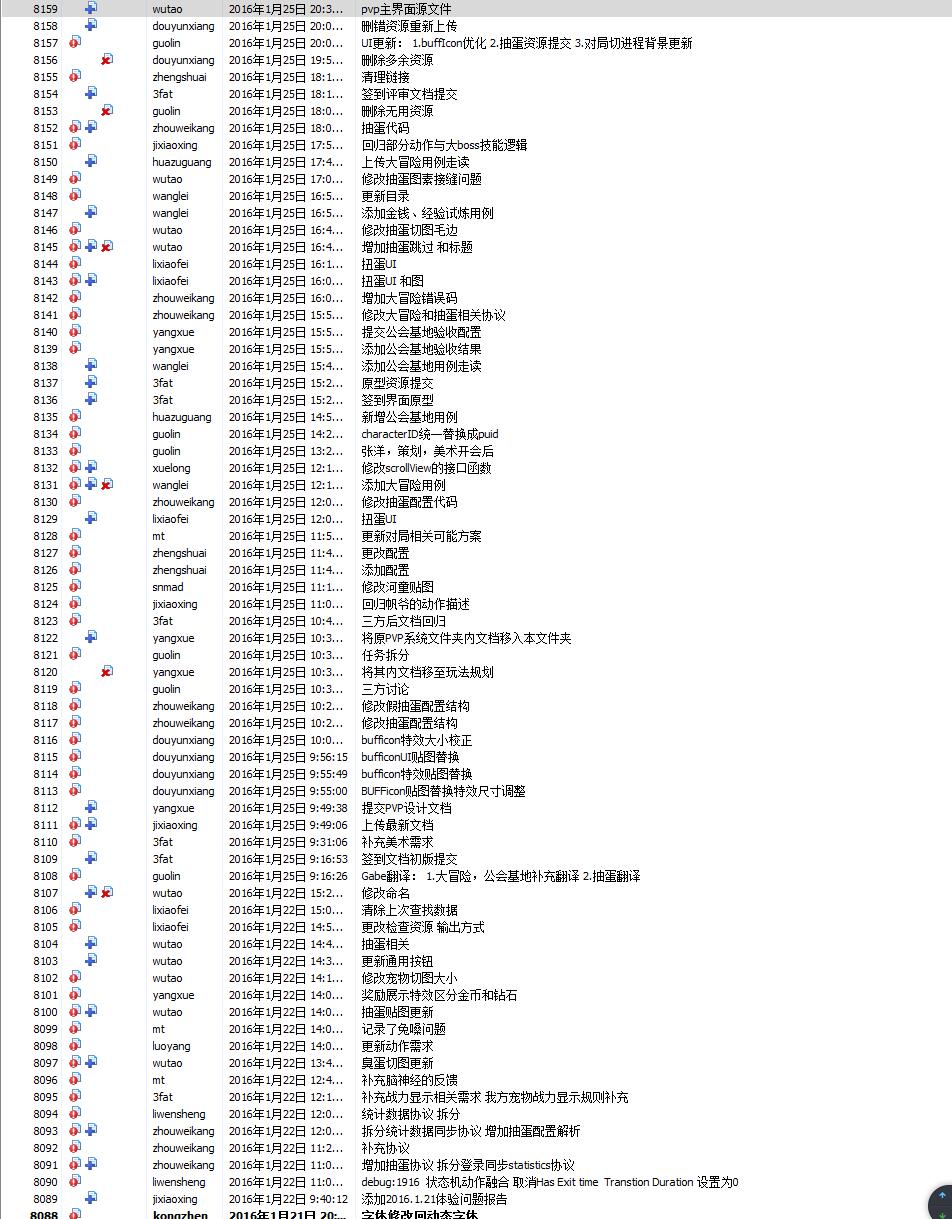 8159 wutao 2016年1月25日 20:3... pvp主界面源文件
8158 douyunxiang 2016年1月25日 20:0... 删错资源重新上传
8157 guolin 2016年1月25日 20:0... UI更新： 1.buffIcon优化 2.抽蛋资源提交 3.对局切进程背景更新
8156 douyunxiang 2016年1月25日 19:5... 删除多余资源
8155 zhengshuai 2016年1月25日 18:1... 清理链接
8154 3fat 2016年1月25日 18:1... 签到评审文档提交
8153 guolin 2016年1月25日 18:0... 删除无用资源
8152 zhouweikang 2016年1月25日 18:0... 抽蛋代码
8151 jixiaoxing 2016年1月25日 17:5... 回归部分动作与大boss技能逻辑
8150 huazuguang 2016年1月25日 17:4... 上传大冒险用例走读
8149 wutao 2016年1月25日 17:0... 修改抽蛋图素接缝问题
8148 wanglei 2016年1月25日 16:5... 更新目录
8147 wanglei 2016年1月25日 16:5... 添加金钱、经验试炼用例
8146 wutao 2016年1月25日 16:4... 修改抽蛋切图毛边
8145 wutao 2016年1月25日 16:4... 增加抽蛋跳过 和标题
8144 lixiaofei 2016年1月25日 16:1... 扭蛋UI
8143 lixiaofei 2016年1月25日 16:0... 扭蛋UI 和图
8142 zhouweikang 2016年1月25日 16:0... 增加大冒险错误码
8141 zhouweikang 2016年1月25日 15:5... 修改大冒险和抽蛋相关协议
8140 yangxue 2016年1月25日 15:5... 提交公会基地验收配置
8139 yangxue 2016年1月25日 15:5... 添加公会基地验收结果
8138 wanglei 2016年1月25日 15:4... 添加公会基地用例走读
8137 3fat 2016年1月25日 15:2... 原型资源提交
8136 3fat 2016年1月25日 15:2... 签到界面原型
8135 huazuguang 2016年1月25日 14:5... 新增公会基地用例
8134 guolin 2016年1月25日 14:2... characterID统一替换成puid
8133 guolin 2016年1月25日 13:2... 张洋，策划，美术开会后
8132 xuelong 2016年1月25日 12:1... 修改scrollView的接口函数
8131 wanglei 2016年1月25日 12:1... 添加大冒险用例
8130 zhouweikang 2016年1月25日 12:0... 修改抽蛋配置代码
8129 lixiaofei 2016年1月25日 12:0... 扭蛋UI
8128 mt 2016年1月25日 11:5... 更新对局相关可能方案
8127 zhengshuai 2016年1月25日 11:4... 更改配置
8126 zhengshuai 2016年1月25日 11:4... 添加配置
8125 snmad 2016年1月25日 11:1... 修改河童贴图
8124 jixiaoxing 2016年1月25日 11:0... 回归帆爷的动作描述
8123 3fat 2016年1月25日 10:4... 三方后文档回归
8122 yangxue 2016年1月25日 10:3... 将原PVP系统文件夹内文档移入本文件夹
8121 guolin 2016年1月25日 10:3... 任务拆分
8120 yangxue 2016年1月25日 10:3... 将其内文档移至玩法规划
8119 guolin 2016年1月25日 10:3... 三方讨论
8118 zhouweikang 2016年1月25日 10:2... 修改假抽蛋配置结构
8117 zhouweikang 2016年1月25日 10:2... 修改抽蛋配置结构
8116 douyunxiang 2016年1月25日 10:0... bufficon特效大小校正
8115 douyunxiang 2016年1月25日 9:56:15 bufficonUI贴图替换
8114 douyunxiang 2016年1月25日 9:55:49 bufficon特效贴图替换
8113 douyunxiang 2016年1月25日 9:55:00 BUFFicon贴图替换特效尺寸调整
8112 yangxue 2016年1月25日 9:49:38 提交PVP设计文档
8111 jixiaoxing 2016年1月25日 9:49:06 上传最新文档
8110 3fat 2016年1月25日 9:31:06 补充美术需求
8109 3fat 2016年1月25日 9:16:53 签到文档初版提交
8108 guolin 2016年1月25日 9:16:26 Gabe翻译： 1.大冒险，公会基地补充翻译 2.抽蛋翻译
8107 wutao 2016年1月22日 15:2... 修改命名
8106 lixiaofei 2016年1月22日 15:0... 清除上次查找数据
8105 lixiaofei 2016年1月22日 14:5... 更改检查资源 输出方式
8104 wutao 2016年1月22日 14:4... 抽蛋相关
8103 wutao 2016年1月22日 14:3... 更新通用按钮
8102 wutao 2016年1月22日 14:1... 修改宠物切图大小
8101 yangxue 2016年1月22日 14:0... 奖励展示特效区分金币和钻石
8100 wutao 2016年1月22日 14:0... 抽蛋贴图更新
8099 mt 2016年1月22日 14:0... 记录了兔嗓问题
8098 luoyang 2016年1月22日 14:0... 更新动作需求
8097 wutao 2016年1月22日 13:4... 臭蛋切图更新
8096 mt 2016年1月22日 12:4... 补充脑神经的反馈
8095 3fat 2016年1月22日 12:1... 补充战力显示相关需求 我方宠物战力显示规则补充
8094 liwensheng 2016年1月22日 12:0... 统计数据协议 拆分
8093 zhouweikang 2016年1月22日 12:0... 拆分统计数据同步协议 增加抽蛋配置解析
8092 zhouweikang 2016年1月22日 11:2... 补充协议
8091 zhouweikang 2016年1月22日 11:0... 增加抽蛋协议 拆分登录同步statistics协议
8090 liwensheng 2016年1月22日 11:0... debug:1916 状态机动作融合 取消Has Exit time Transtion Duration 设置为0
8089 jixiaoxing 2016年1月22日 9:40:12 添加2016.1.21体验问题报告
8088 kongzhen 2016年1月21日 20:... 字体修改回动态字体